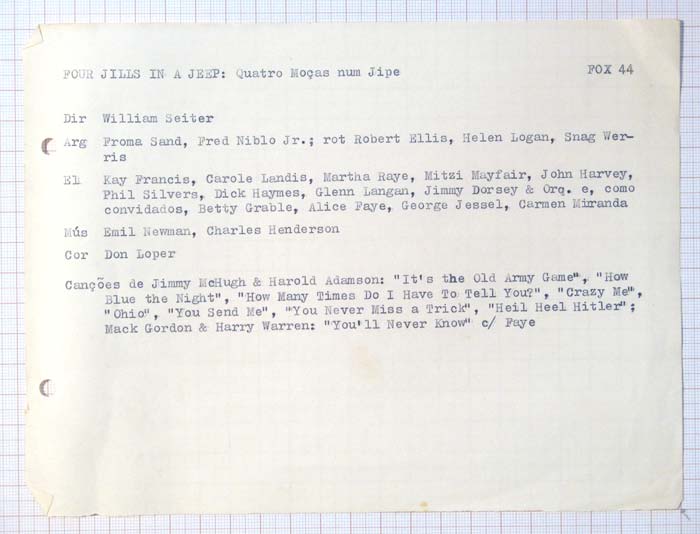 FOUR JILLS IN A JEEP: Quatro Moças num Jipe FOX 44
Dir William Seiter
Arg Froma Sand, Fred Niblo Jr.; rot Robert Ellis, Helen Logan, Snag Wer-
ris
El Kay Francis, Carole Landis, Martha Raye, Mitzi Mayfair, John Harvey,
Phil Silvers, Dick Haymes, Glenn Langan, Jimmy Dorsey & Orq. e, como
convidados, Betty Grable, Alice Faye, George Jessel, Carmen Miranda
Mús Emil Newman, Charles Henderson
Cor Don Loper
Canções de Jimmy McHugh & Harold Adamson: "It's the Old Army Game", "How
Blue the Night", "How Many Times Do I Have To Tell You?", "Crazy Me",
"Ohio", "You Send Me", "You Never Miss a Trick", "Heil Heel Hitler";
Mack Gordon & Harry Warren: "You'll Never Know" c/ Faye